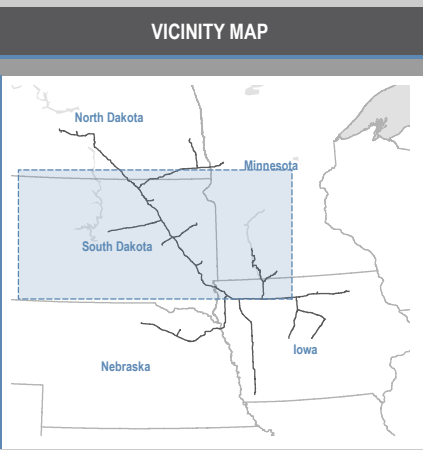 VICINITY MAP
North Dakota
Minnesota
South Dakota
Iowa
Nebraska